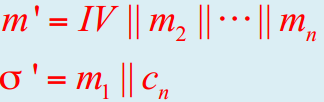 m' = IV || m₂ || ⋯ || mₙ
σ' = m₁ || cₙ